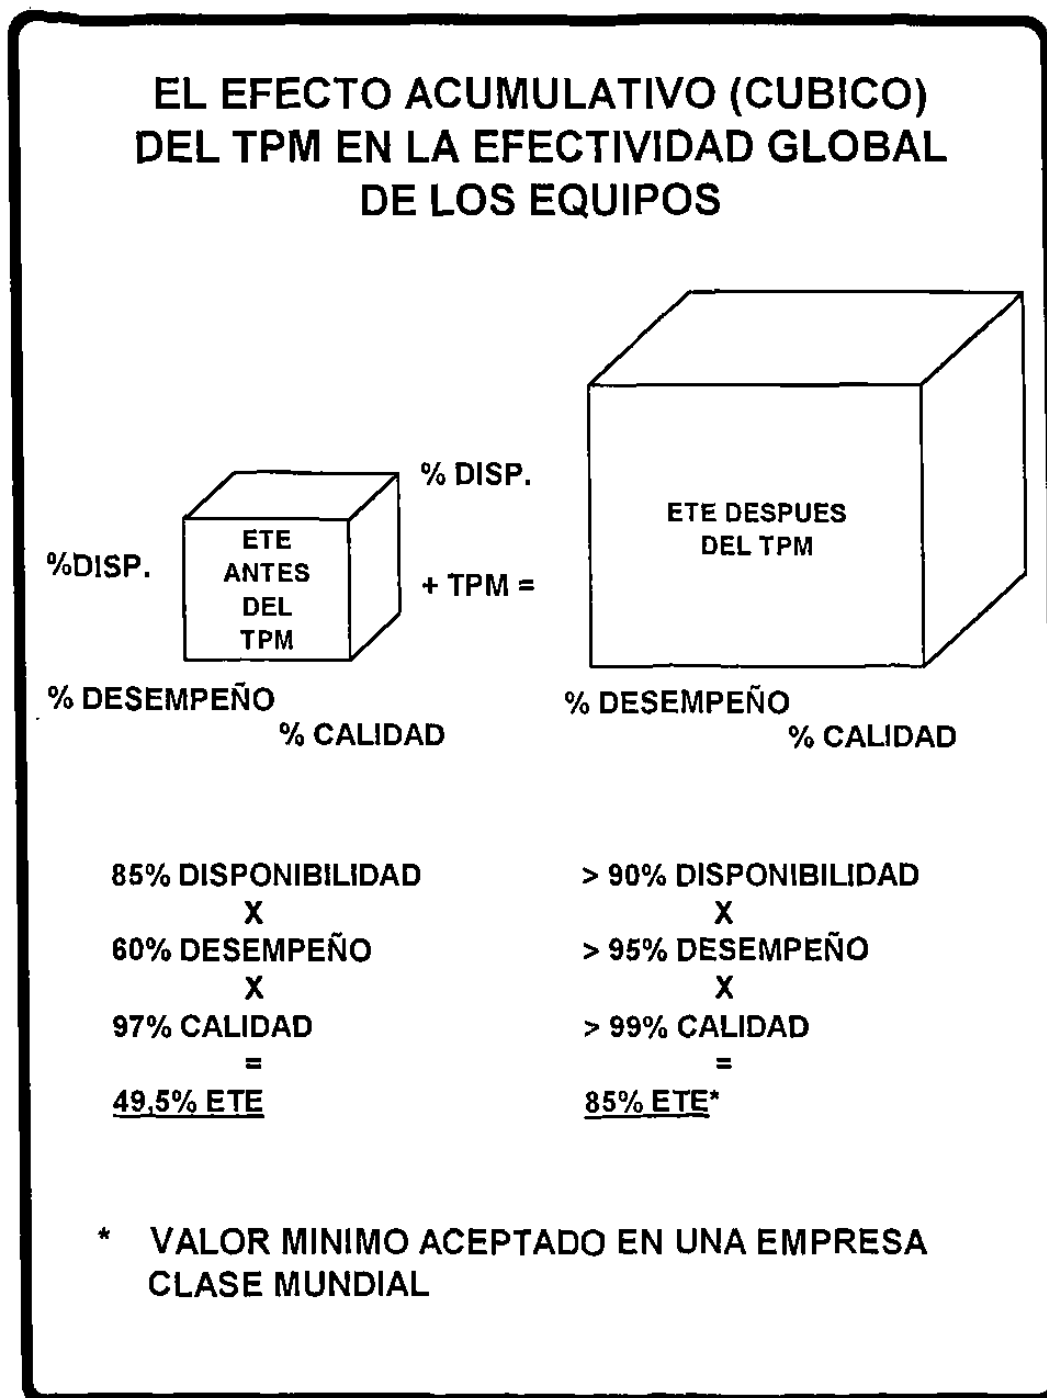 EL EFECTO ACUMULATIVO (CUBICO)
DEL TPM EN LA EFECTIVIDAD GLOBAL
DE LOS EQUIPOS
%DISP.
ETE
ANTES
DEL
TPM
% DESEMPEÑO
% CALIDAD
+ TPM =
% DISP.
ETE DESPUES
DEL TPM
% DESEMPEÑO
% CALIDAD
85% DISPONIBILIDAD
X
60% DESEMPEÑO
X
97% CALIDAD
=
49,5% ETE
> 90% DISPONIBILIDAD
X
> 95% DESEMPEÑO
X
> 99% CALIDAD
=
85% ETE*
* VALOR MINIMO ACEPTADO EN UNA EMPRESA
CLASE MUNDIAL